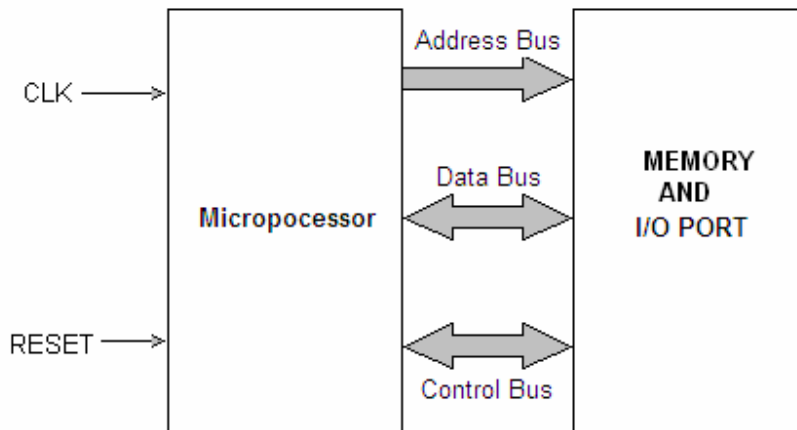 Address Bus
CLK
Data Bus
MEMORY
AND
I/O PORT
Micropocessor
RESET
Control Bus